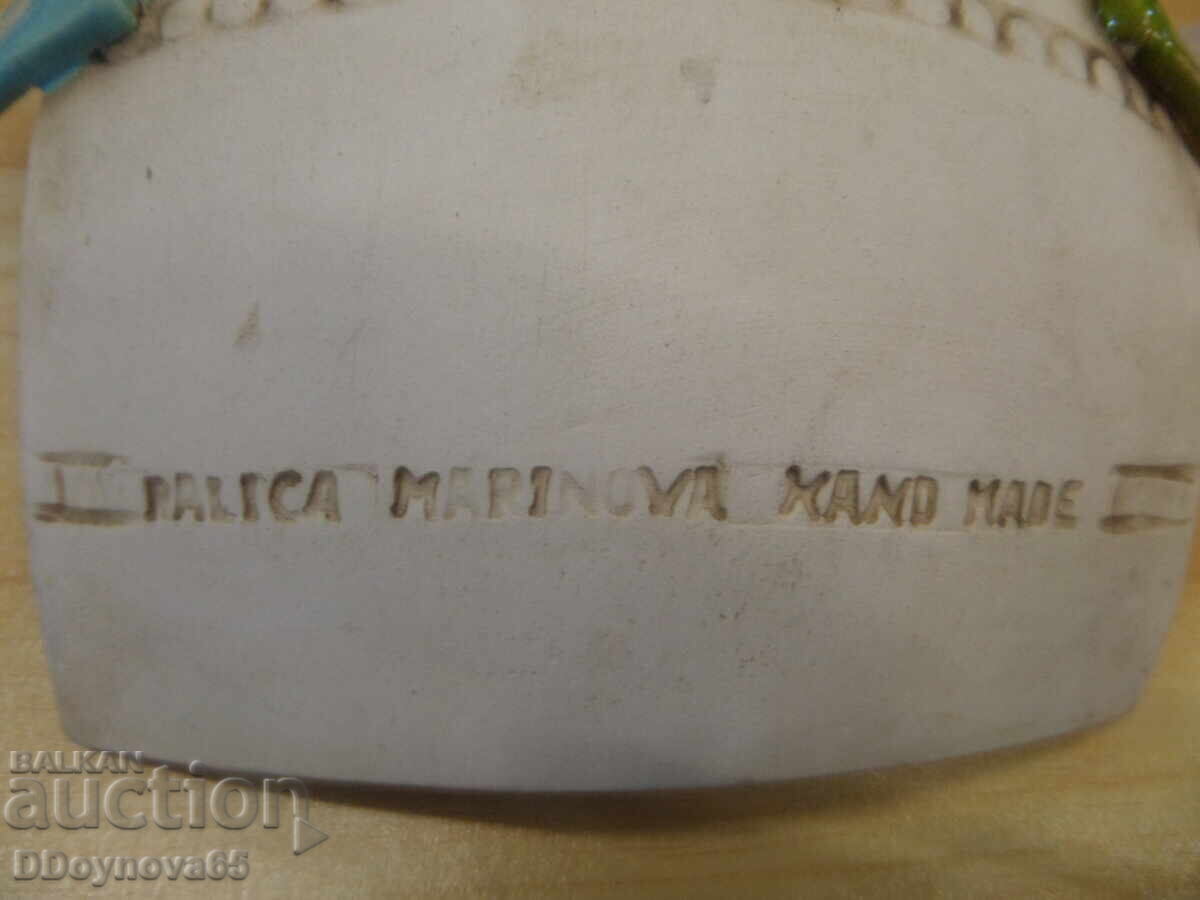 PALICA MARINOVA XAND MADE
BALKAN
auction
DDoynova65